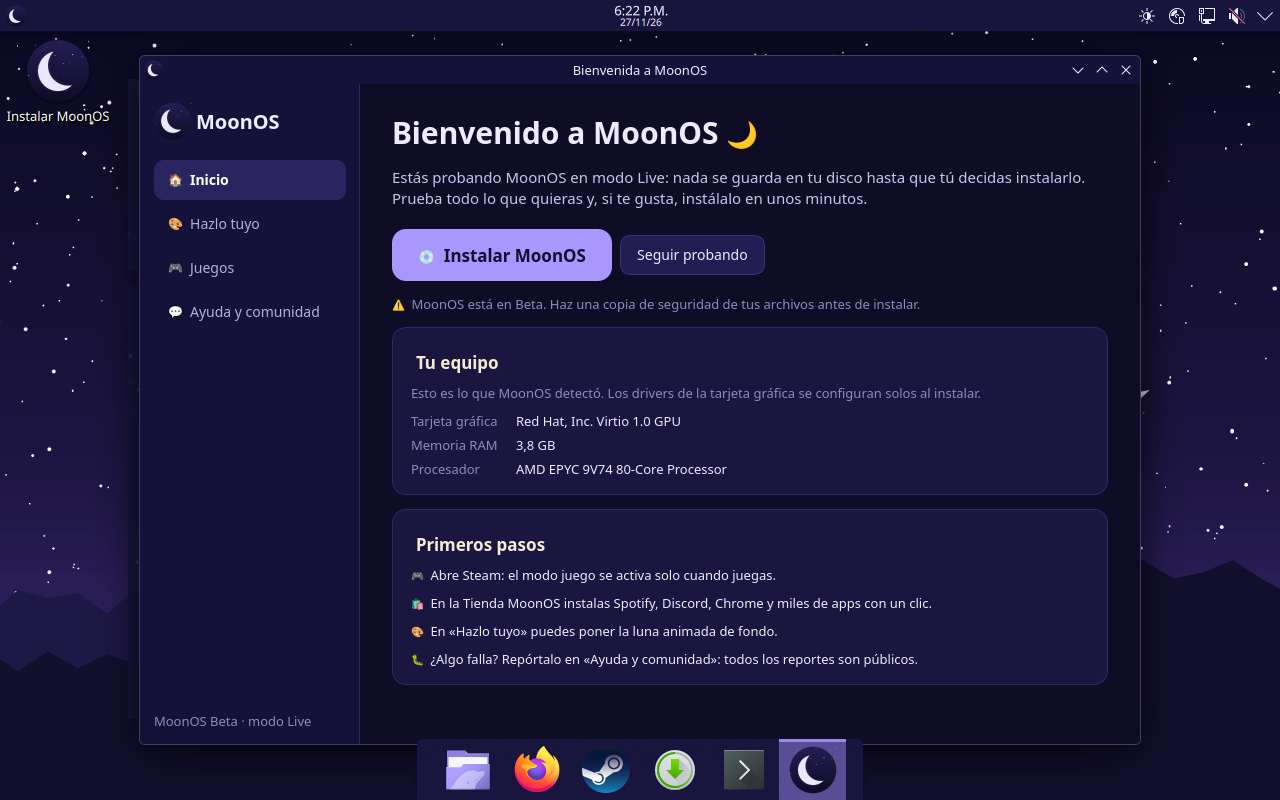 6:22 P.M.
27/11/26
Instalar MoonOS
Bienvenida a MoonOS
MoonOS
Inicio
Hazlo tuyo
Juegos
Ayuda y comunidad
MoonOS Beta · modo Live
Bienvenido a MoonOS 🌙
Estás probando MoonOS en modo Live: nada se guarda en tu disco hasta que tú decidas instalarlo.
Prueba todo lo que quieras y, si te gusta, instálalo en unos minutos.
Instalar MoonOS
Seguir probando
⚠️ MoonOS está en Beta. Haz una copia de seguridad de tus archivos antes de instalar.
Tu equipo
Esto es lo que MoonOS detectó. Los drivers de la tarjeta gráfica se configuran solos al instalar.
Tarjeta gráfica Red Hat, Inc. Virtio 1.0 GPU
Memoria RAM 3,8 GB
Procesador AMD EPYC 9V74 80-Core Processor
Primeros pasos
Abre Steam: el modo juego se activa solo cuando juegas.
En la Tienda MoonOS instalas Spotify, Discord, Chrome y miles de apps con un clic.
En «Hazlo tuyo» puedes poner la luna animada de fondo.
¿Algo falla? Repórtalo en «Ayuda y comunidad»: todos los reportes son públicos.